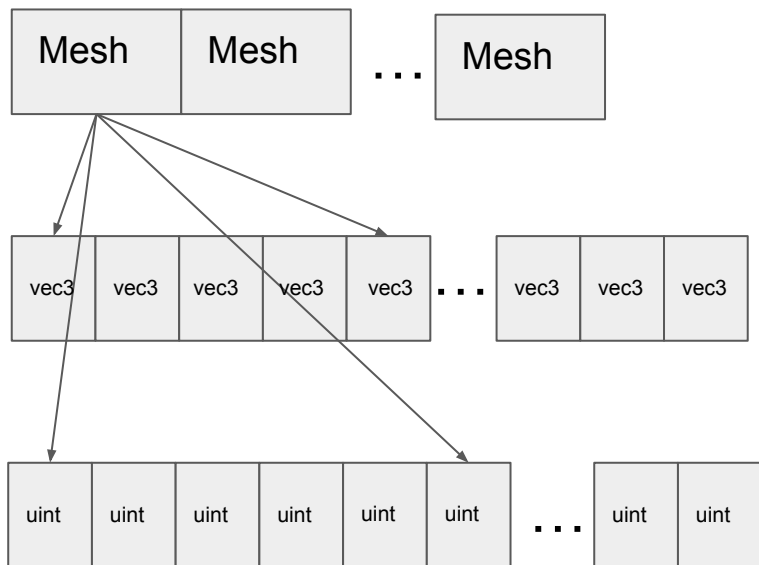 Mesh Mesh ... Mesh
vec3 vec3 vec3 vec3 vec3 ... vec3 vec3 vec3
uint uint uint uint uint uint ... uint uint